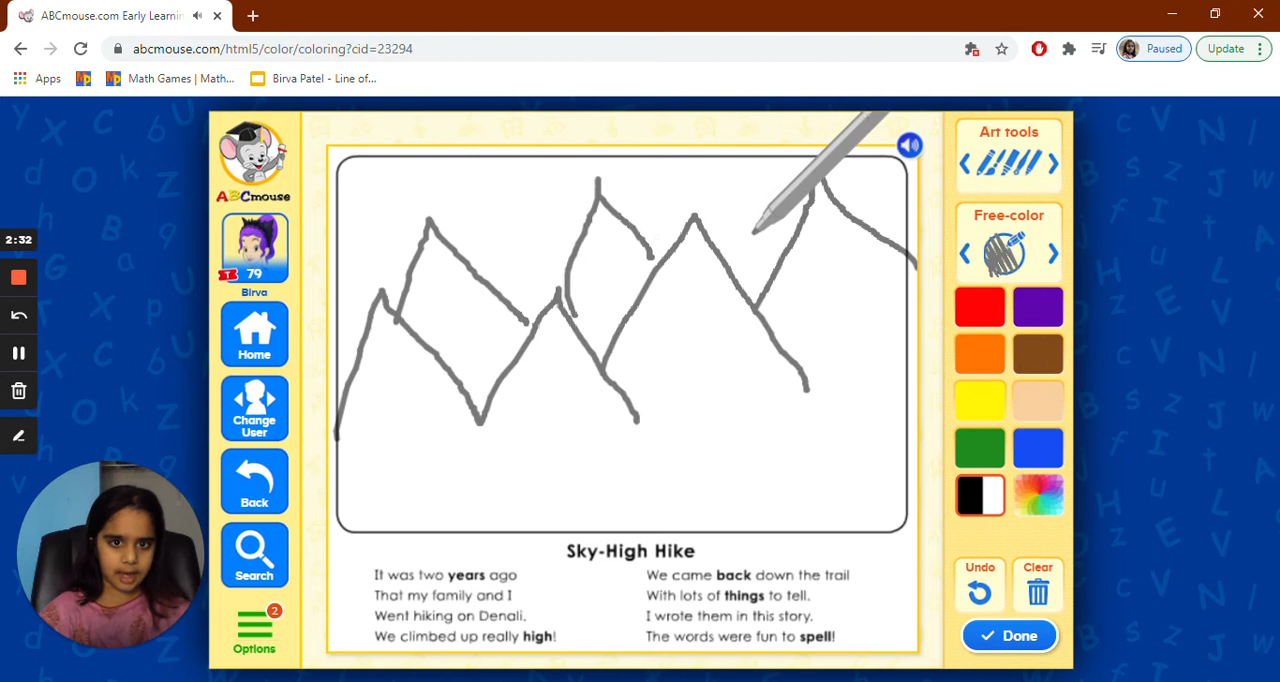 ABCmouse.com Early Learnin
abcmouse.com/html5/color/coloring?cid=23294
Paused
Update
Apps
Math Games | Math...
Birva Patel - Line of...
2:32
ABCmouse
T 79
Birva
Home
Change
User
Back
Search
2
Options
Sky-High Hike
It was two years ago
That my family and I
Went hiking on Denali.
We climbed up really high!
We came back down the trail
With lots of things to tell.
I wrote them in this story.
The words were fun to spell!
Art tools
Free-color
Undo
Clear
Done